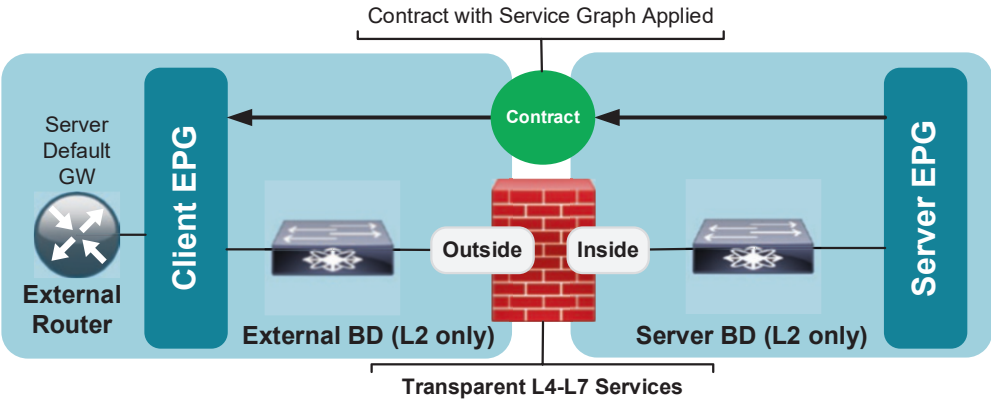 Contract with Service Graph Applied
Contract
Server
Default
GW
Client EPG
Server EPG
Outside
Inside
External
Router
External BD (L2 only)
Server BD (L2 only)
Transparent L4-L7 Services